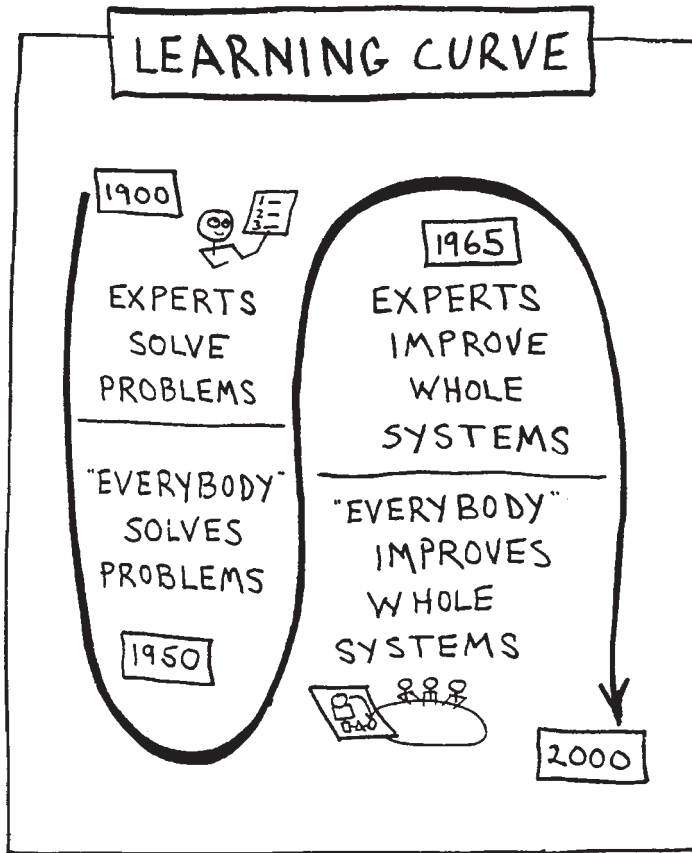 LEARNING CURVE
1900
1—
2—
3—
EXPERTS
SOLVE
PROBLEMS
"EVERYBODY"
SOLVES
PROBLEMS
1950
1965
EXPERTS
IMPROVE
WHOLE
SYSTEMS
"EVERYBODY"
IMPROVES
WHOLE
SYSTEMS
2000